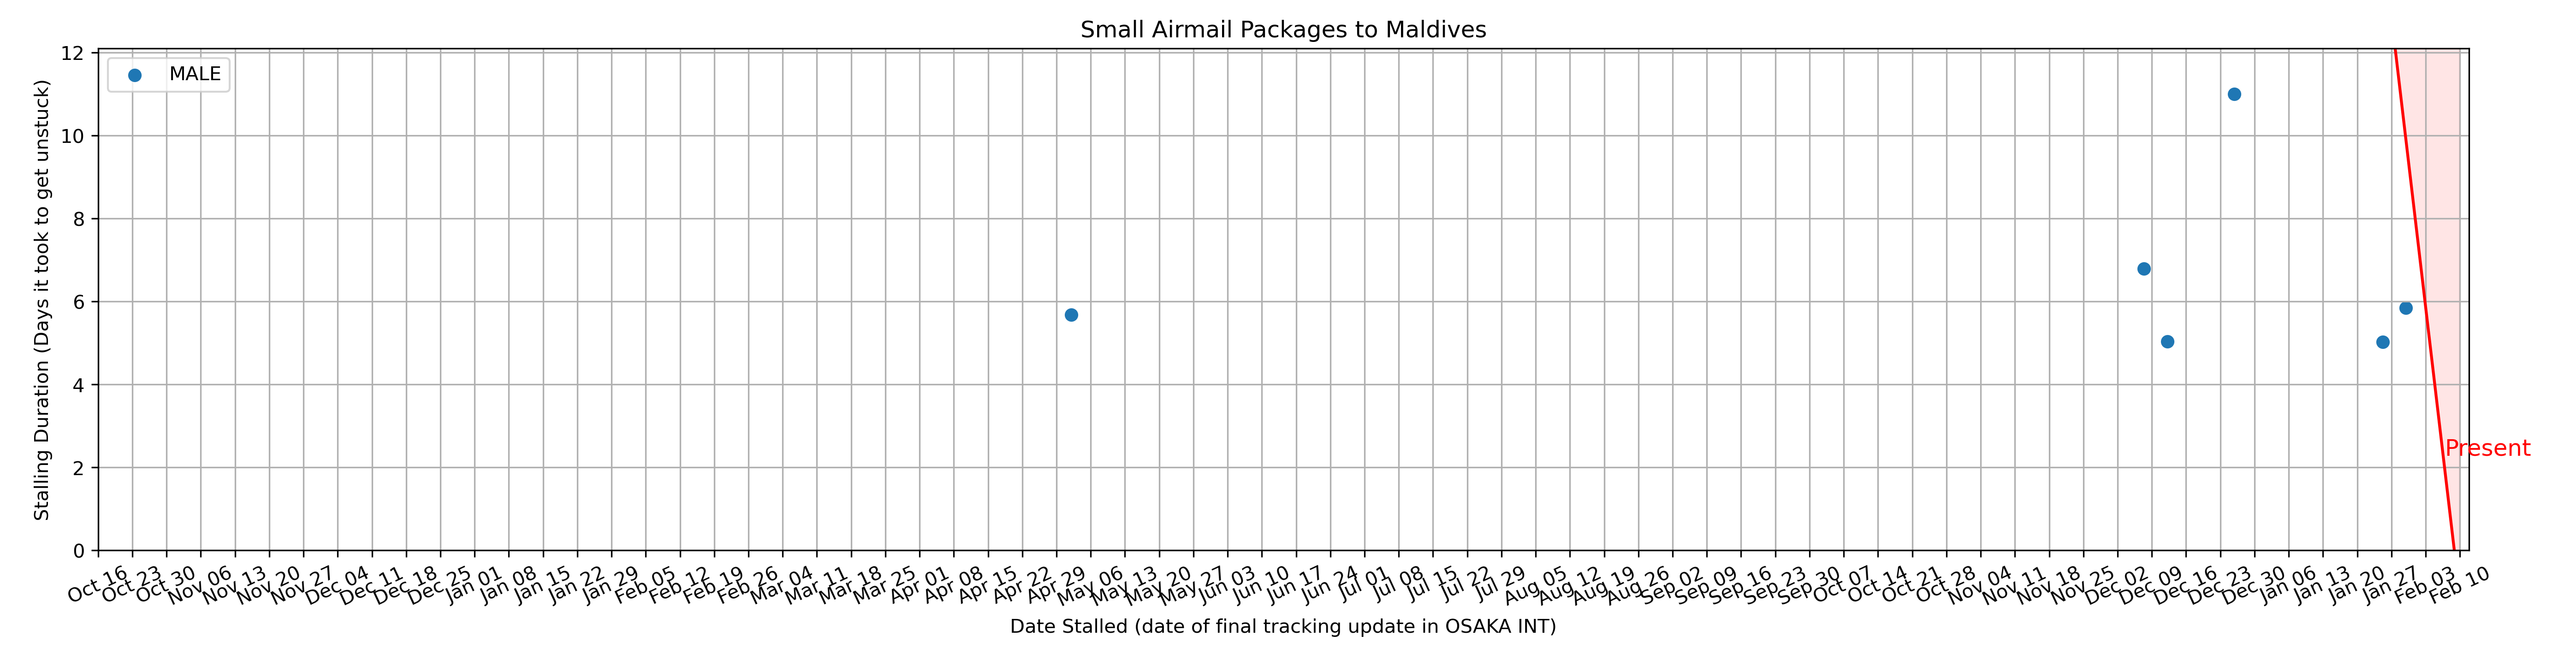 Small Airmail Packages to Maldives
MALE
Stalling Duration (Days it took to get unstuck)
12
10
8
6
4
2
0
Present
Oct 16 Oct 23 Oct 30 Nov 06 Nov 13 Nov 20 Nov 27 Dec 04 Dec 11 Dec 18 Dec 25 Jan 01 Jan 08 Jan 15 Jan 22 Jan 29 Feb 05 Feb 12 Feb 19 Feb 26 Mar 04 Mar 11 Mar 18 Mar 25 Apr 01 Apr 08 Apr 15 Apr 22 Apr 29 May 06 May 13 May 20 May 27 Jun 03 Jun 10 Jun 17 Jun 24 Jul 01 Jul 08 Jul 15 Jul 22 Jul 29 Aug 05 Aug 12 Aug 19 Aug 26 Sep 02 Sep 09 Sep 16 Sep 23 Sep 30 Oct 07 Oct 14 Oct 21 Oct 28 Nov 04 Nov 11 Nov 18 Nov 25 Dec 02 Dec 09 Dec 16 Dec 23 Dec 30 Jan 06 Jan 13 Jan 20 Jan 27 Feb 03 Feb 10
Date Stalled (date of final tracking update in OSAKA INT)